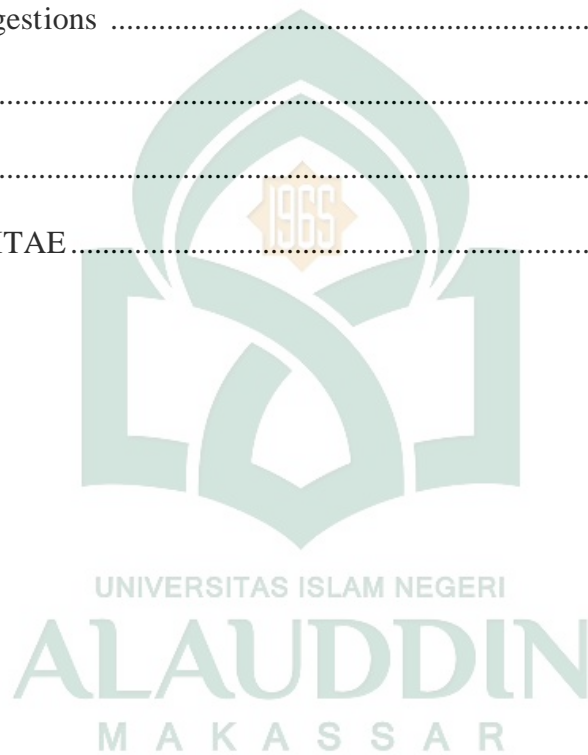 gestions ........................................................................
........................................................................................
........................................................................................
ITAE ...............................................................................
1965
UNIVERSITAS ISLAM NEGERI
ALAUDDIN
MAKASSAR